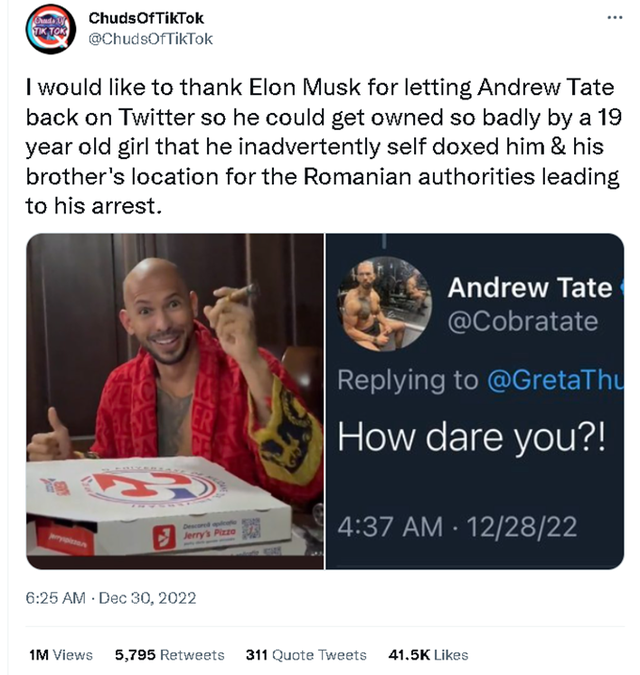 ChudsOfTikTok
@ChudsOfTikTok
I would like to thank Elon Musk for letting Andrew Tate
back on Twitter so he could get owned so badly by a 19
year old girl that he inadvertently self doxed him & his
brother's location for the Romanian authorities leading
to his arrest.
25
Jerry's Pizza
Andrew Tate
@Cobratate
Replying to @GretaThu
How dare you?!
4:37 AM · 12/28/22
6:25 AM · Dec 30, 2022
1M Views 5,795 Retweets 311 Quote Tweets 41.5K Likes